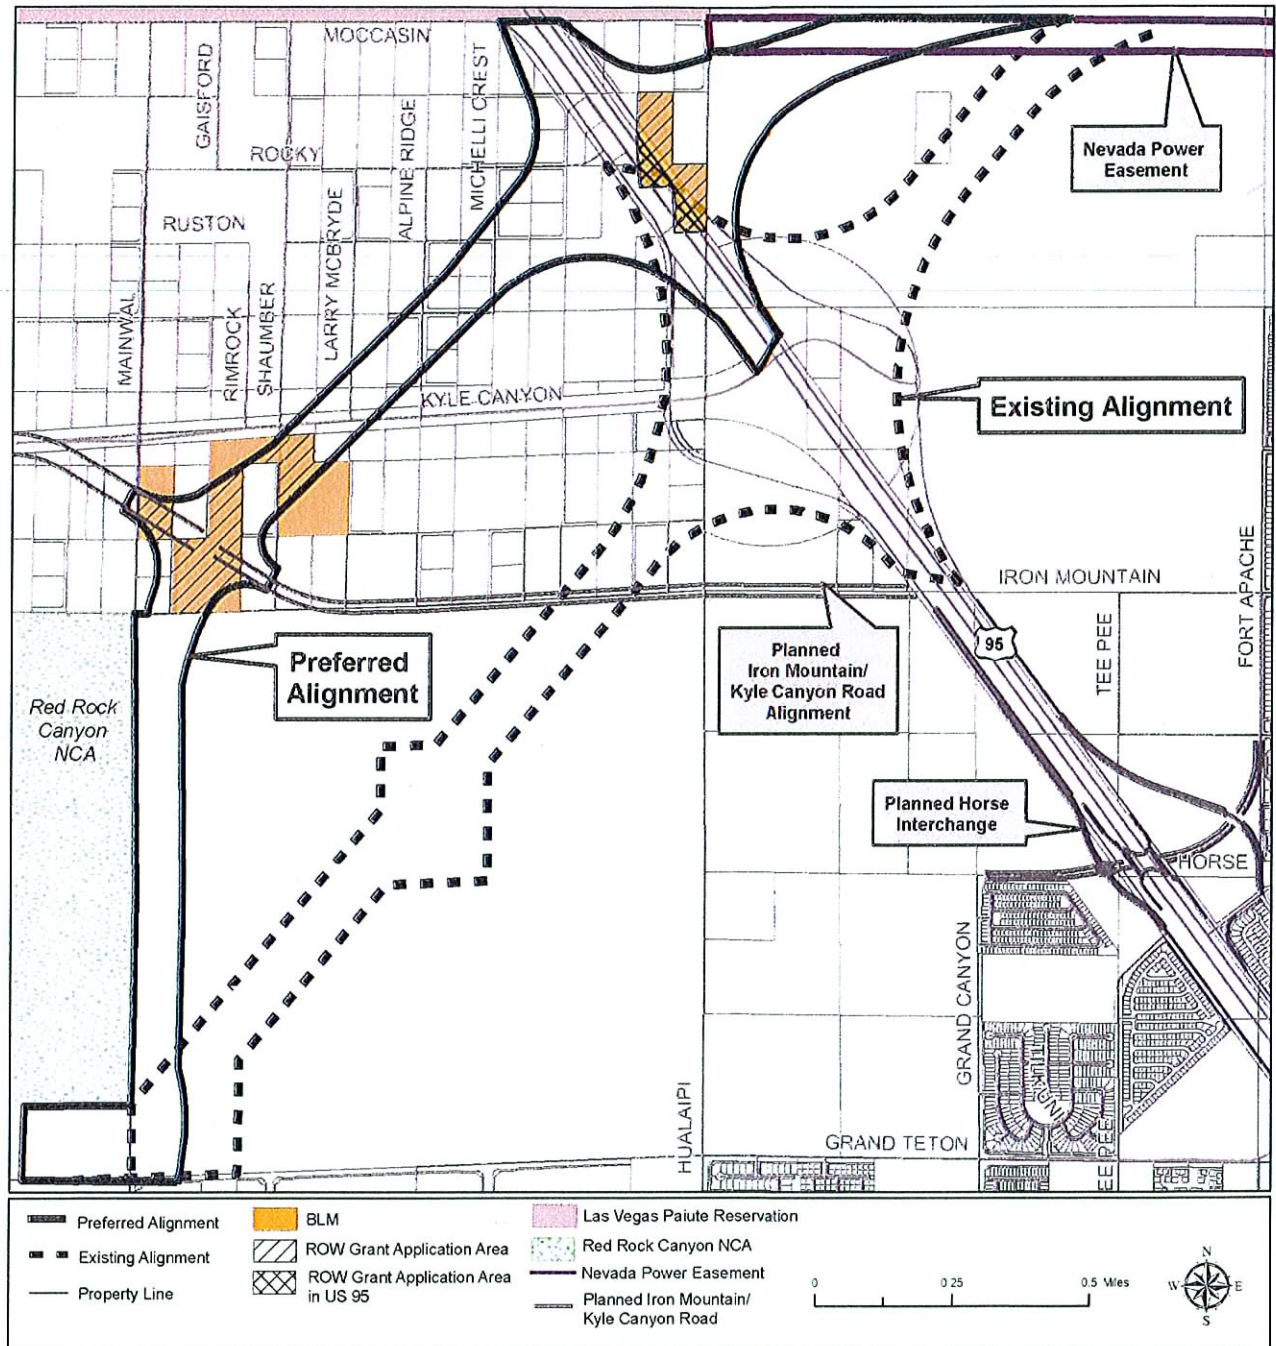 MOCCASIN
GAISFORD
ROCKY
ALPINE RIDGE
MICHELLI CREST
RUSTON
LARRY MCBRYDE
MAINWAL
RIMROCK
SHAUMBER
KYLE CANYON
Nevada Power
Easement
Existing Alignment
IRON MOUNTAIN
FORT APACHE
TEE PEE
95
Preferred
Alignment
Planned
Iron Mountain/
Kyle Canyon Road
Alignment
Red Rock
Canyon
NCA
Planned Horse
Interchange
HORSE
GRAND CANYON
HUALAPI
GRAND TETON
EE PEE
Preferred Alignment
Existing Alignment
Property Line
BLM
ROW Grant Application Area
ROW Grant Application Area
in US 95
Las Vegas Paiute Reservation
Red Rock Canyon NCA
Nevada Power Easement
Planned Iron Mountain/
Kyle Canyon Road
0 0.25 0.5 Miles
N
W E
S